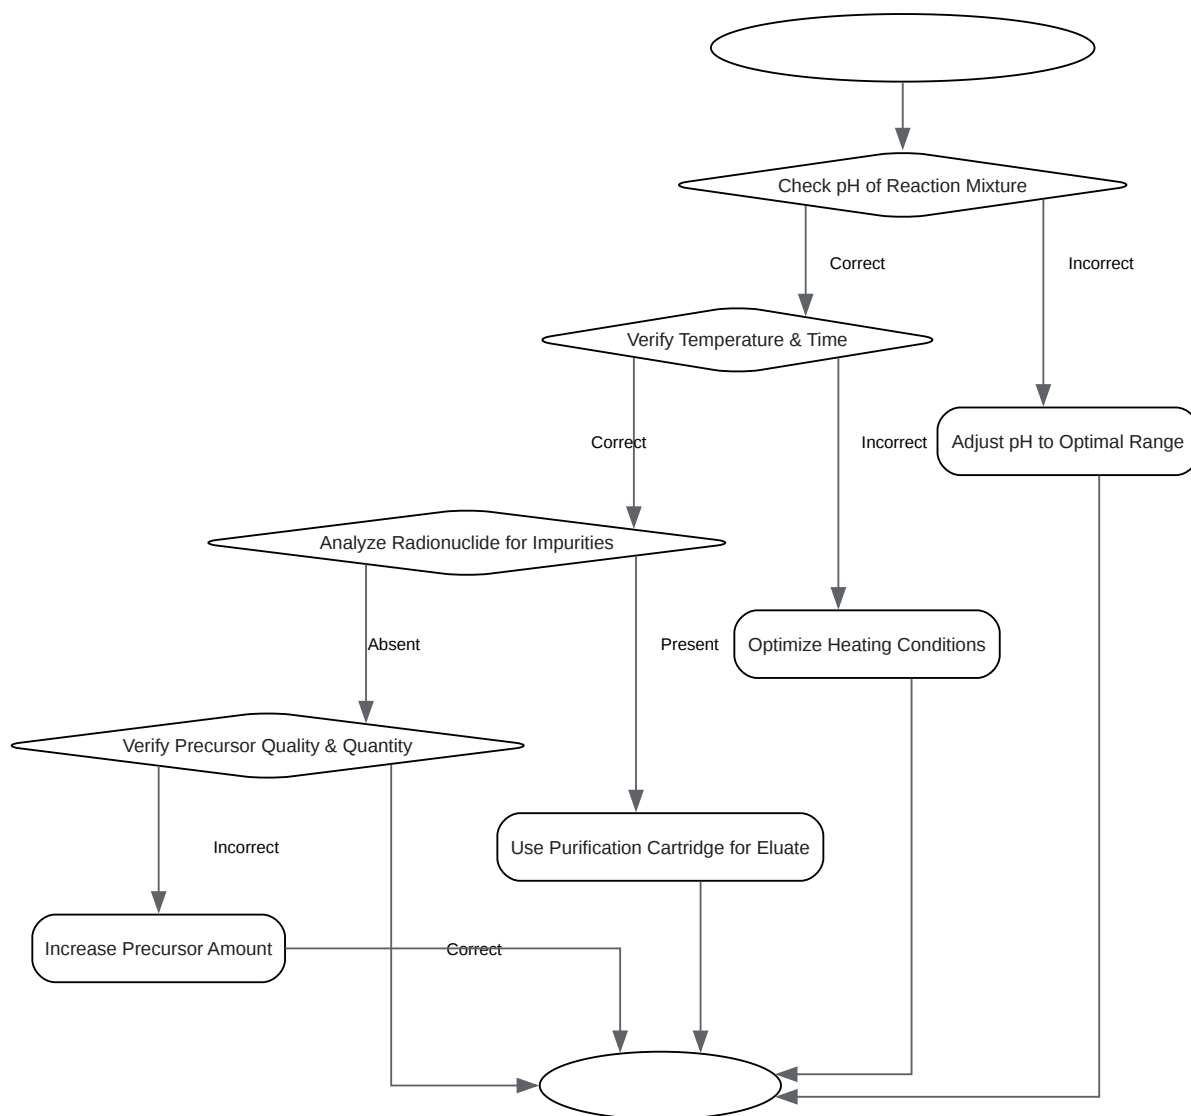 Check pH of Reaction Mixture
Correct
Incorrect
Verify Temperature & Time
Correct
Incorrect
Adjust pH to Optimal Range
Analyze Radionuclide for Impurities
Absent
Present
Optimize Heating Conditions
Verify Precursor Quality & Quantity
Incorrect
Use Purification Cartridge for Eluate
Increase Precursor Amount
Correct